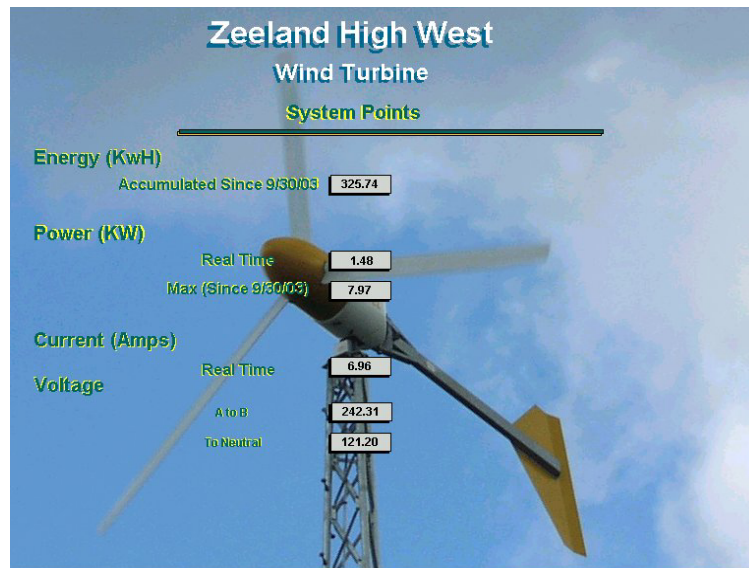 Zeeland High West
Wind Turbine
System Points
Energy (KwH)
Accumulated Since 9/30/03 325.74
Power (KW)
Real Time 1.48
Max (Since 9/30/03) 7.97
Current (Amps)
Real Time 6.96
Voltage
A to B 242.31
To Neutral 121.20